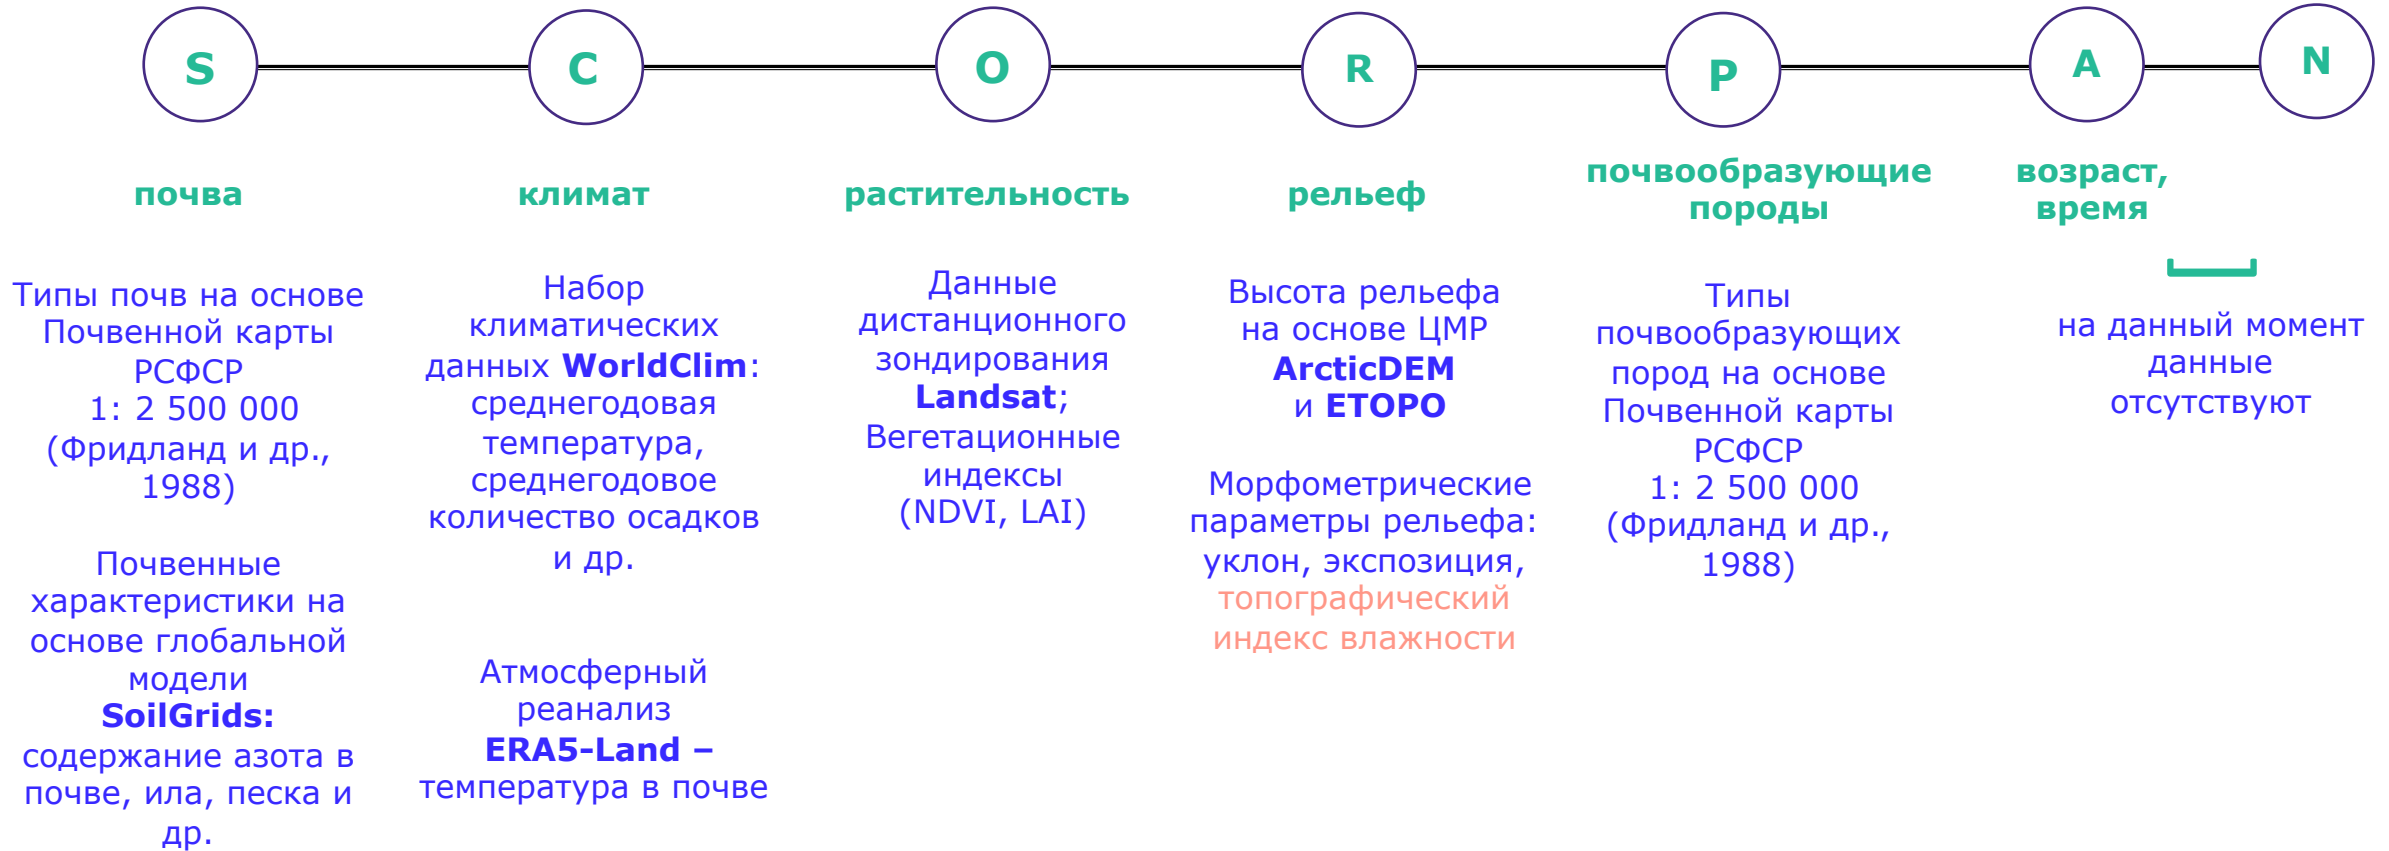 S
C
O
R
P
A
N
почва
Типы почв на основе
Почвенной карты
РСФСР
1: 2 500 000
(Фридланд и др.,
1988)
Почвенные
характеристики на
основе глобальной
модели
SoilGrids:
содержание азота в
почве, ила, песка и
др.
климат
Набор
климатических
данных WorldClim:
среднегодовая
температура,
среднегодовое
количество осадков
и др.
Атмосферный
реанализ
ERA5-Land –
температура в почве
растительность
Данные
дистанционного
зондирования
Landsat;
Вегетационные
индексы
(NDVI, LAI)
рельеф
Высота рельефа
на основе ЦМР
ArcticDEM
и ETOPO
Морфометрические
параметры рельефа:
уклон, экспозиция,
топографический
индекс влажности
почвообразующие
породы
Типы
почвообразующих
пород на основе
Почвенной карты
РСФСР
1: 2 500 000
(Фридланд и др.,
1988)
возраст,
время
на данный момент
данные
отсутствуют